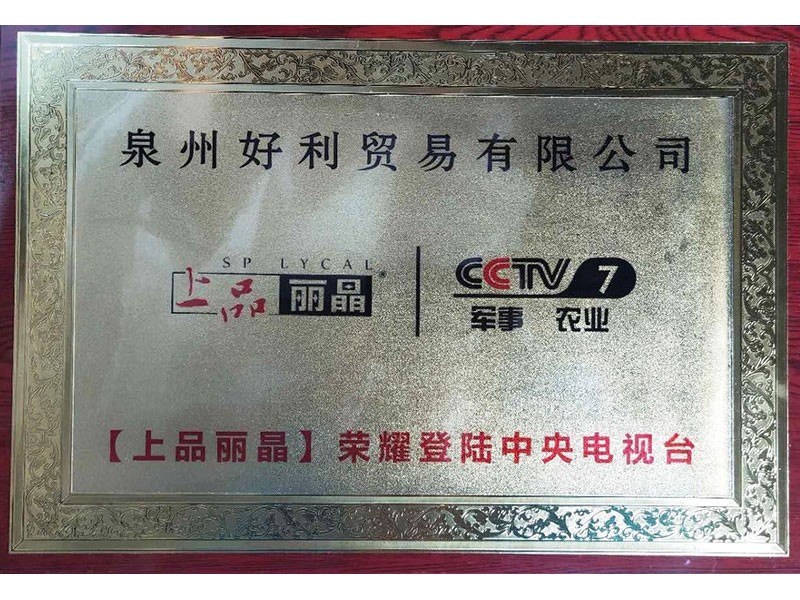 泉州好利贸易有限公司
SP LYCAL
上品 丽晶®
CCTV 7
军事 农业
【上品丽晶】荣耀登陆中央电视台